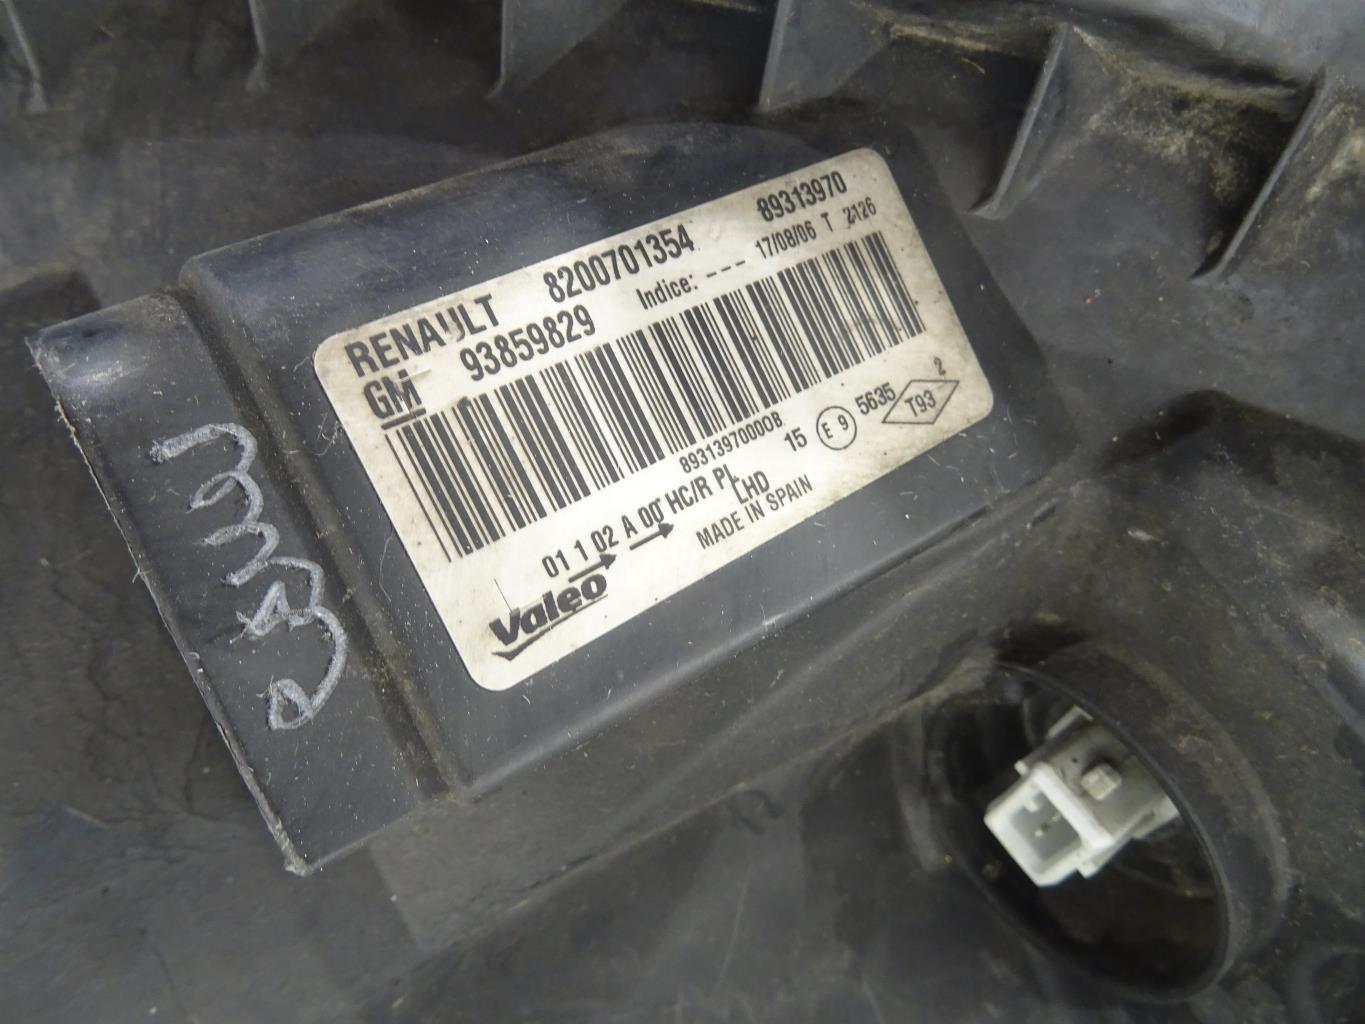 RENAULT 8200701354 89313970
GM 93859829 Indice: --- 17/08/06 T 2126
89313970000B 15 E 9 5635 T93 2
01 1 02 A 00 HC/R PL
LHD
MADE IN SPAIN
Valeo